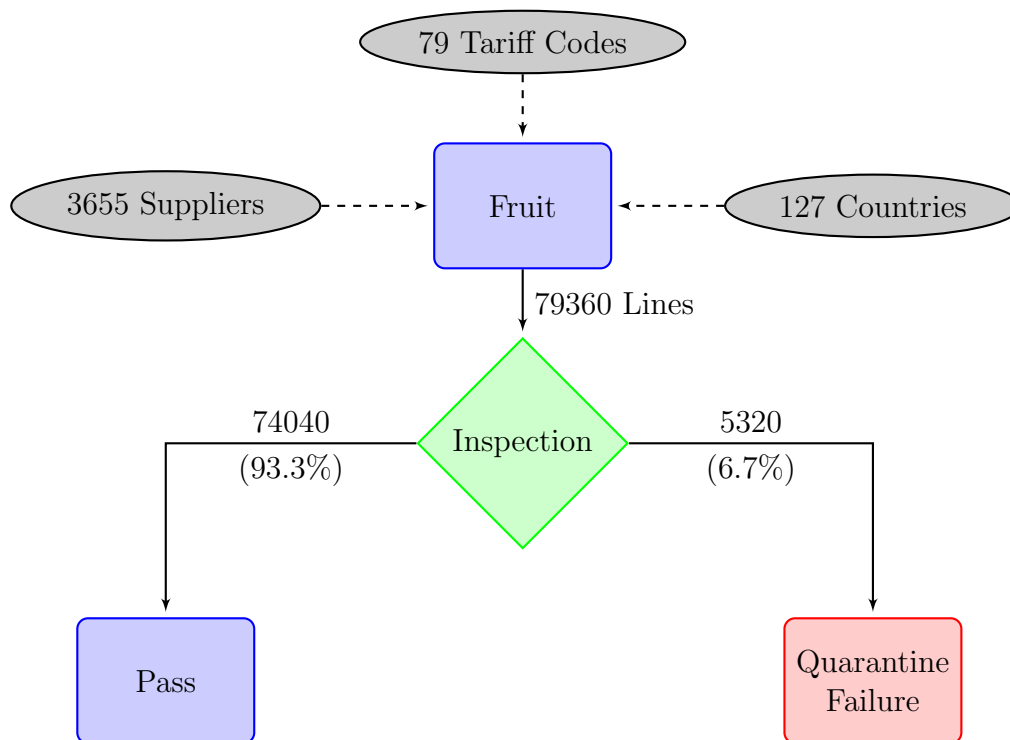 79 Tariff Codes
3655 Suppliers
Fruit
127 Countries
79360 Lines
74040
(93.3%)
Inspection
5320
(6.7%)
Pass
Quarantine
Failure